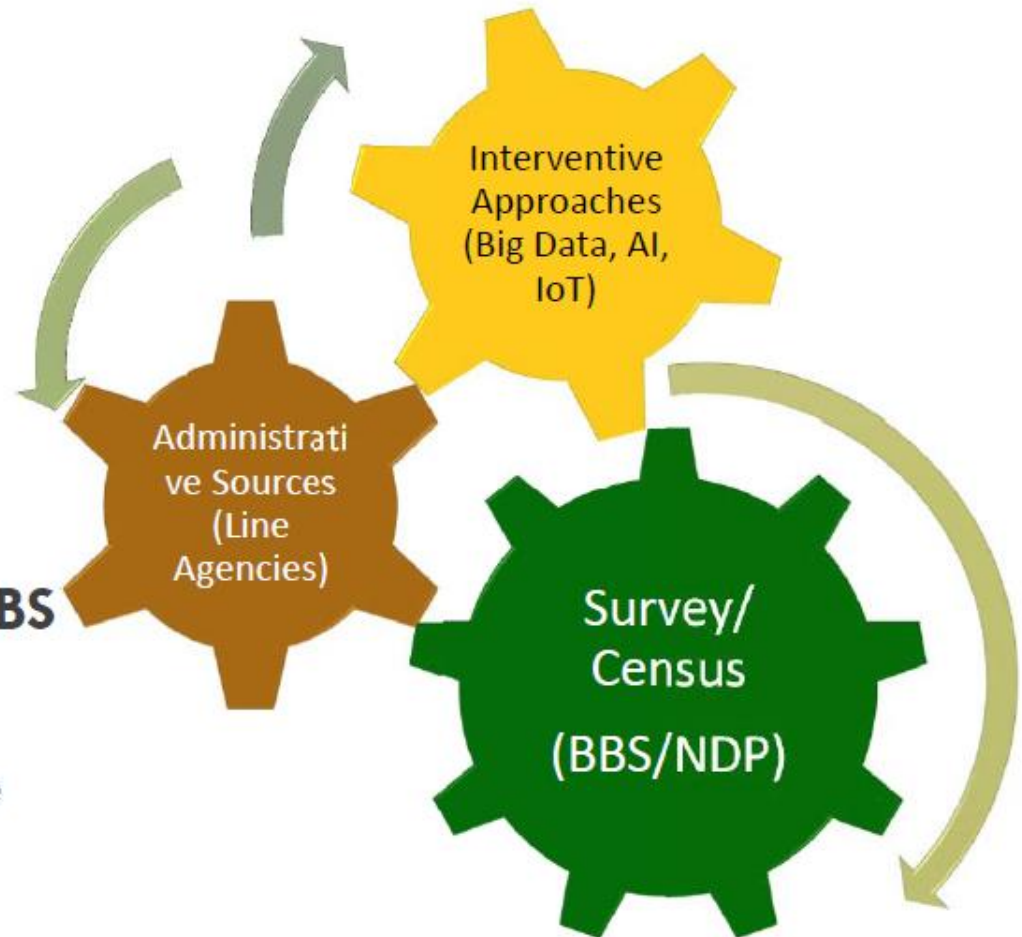 Interventive
Approaches
(Big Data, AI,
IoT)
Administrati
ve Sources
(Line
Agencies)
BS
Survey/
Census
(BBS/NDP)